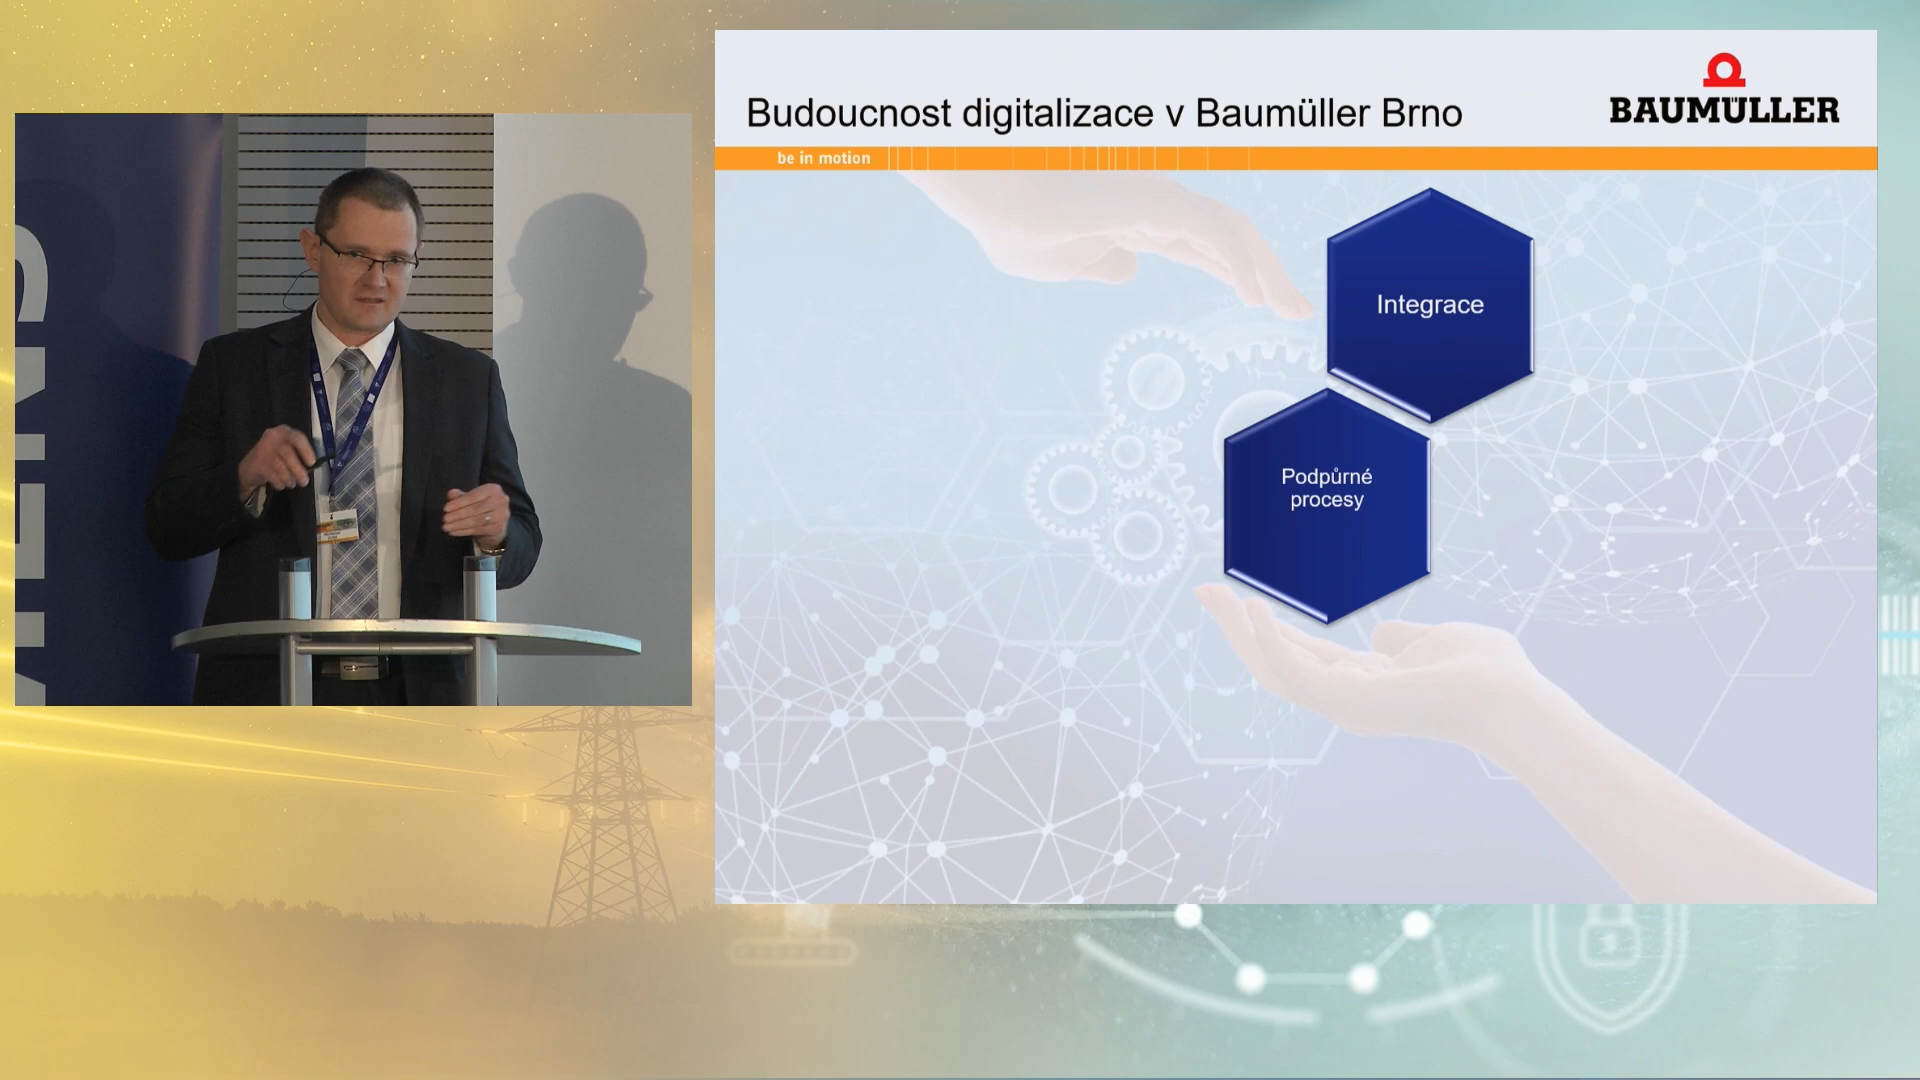 Budoucnost digitalizace v Baumüller Brno
BAUMÜLLER
be in motion
Integrace
Podpůrné
procesy